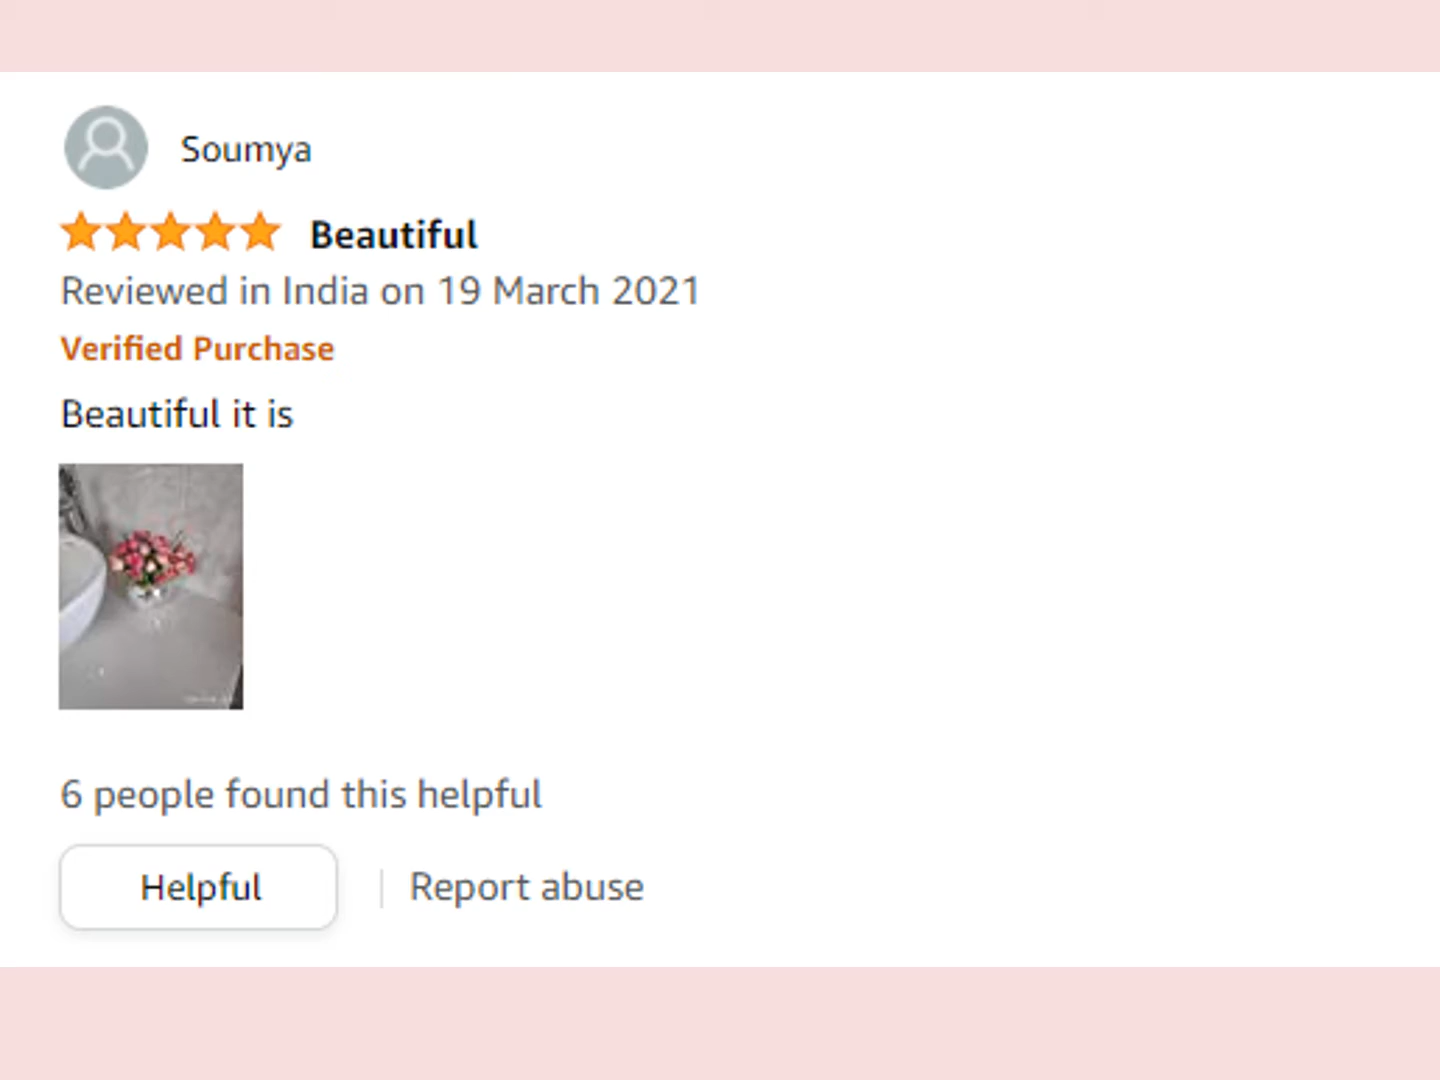 Soumya
Beautiful
Reviewed in India on 19 March 2021
Verified Purchase
Beautiful it is
6 people found this helpful
Helpful
Report abuse